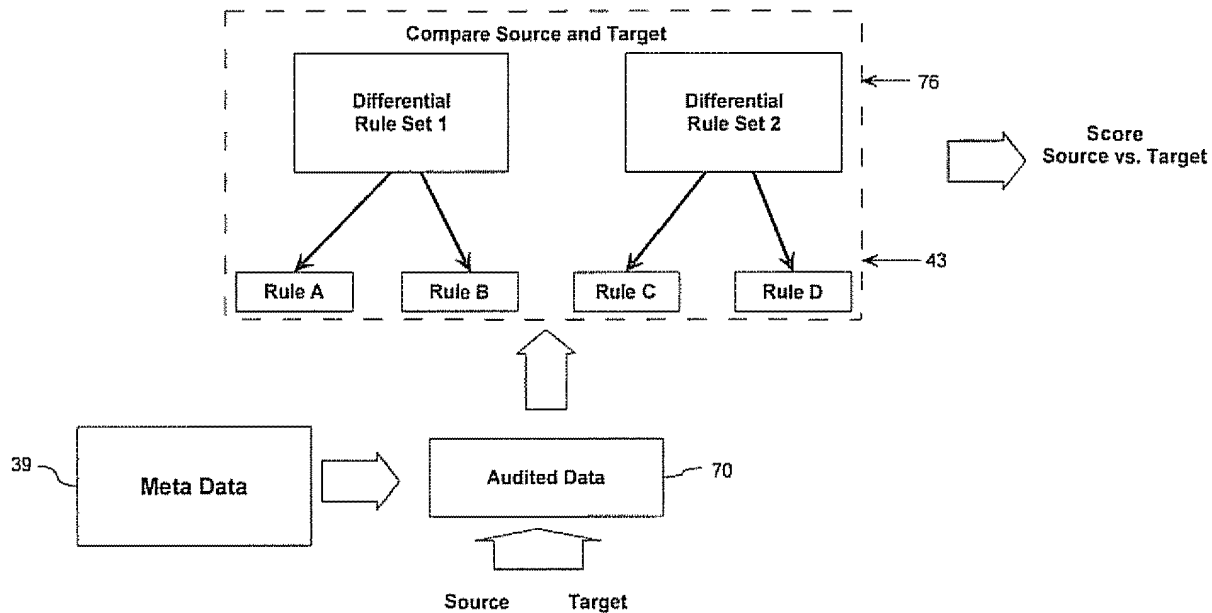 Compare Source and Target
Differential
Rule Set 1
Differential
Rule Set 2
76
Score
Source vs. Target
43
Rule A
Rule B
Rule C
Rule D
39
Meta Data
Audited Data
70
Source
Target